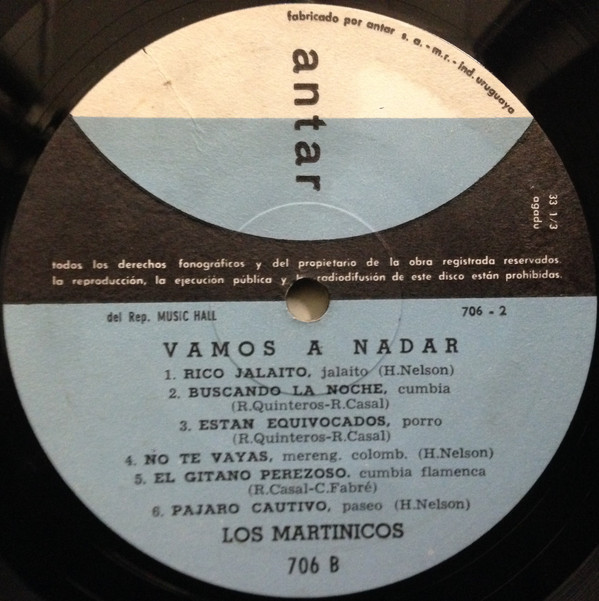 fabricado por antar s. a. - m.r. - ind. uruguaya
antar
33 1/3
agadu
todos los derechos fonográficos y del propietario de la obra registrada reservados.
la reproducción, la ejecución pública y la radiodifusión de este disco están prohibidas.
del Rep. MUSIC HALL
706 - 2
VAMOS A NADAR
1. RICO JALAITO, jalaito (H.Nelson)
2. BUSCANDO LA NOCHE, cumbia
(R.Quinteros-R.Casal)
3. ESTAN EQUIVOCADOS, porro
(R.Quinteros-R.Casal)
4. NO TE VAYAS, mereng. colomb. (H.Nelson)
5. EL GITANO PEREZOSO. cumbia flamenca
(R.Casal-C.Fabré)
6. PAJARO CAUTIVO, paseo (H.Nelson)
LOS MARTINICOS
706 B